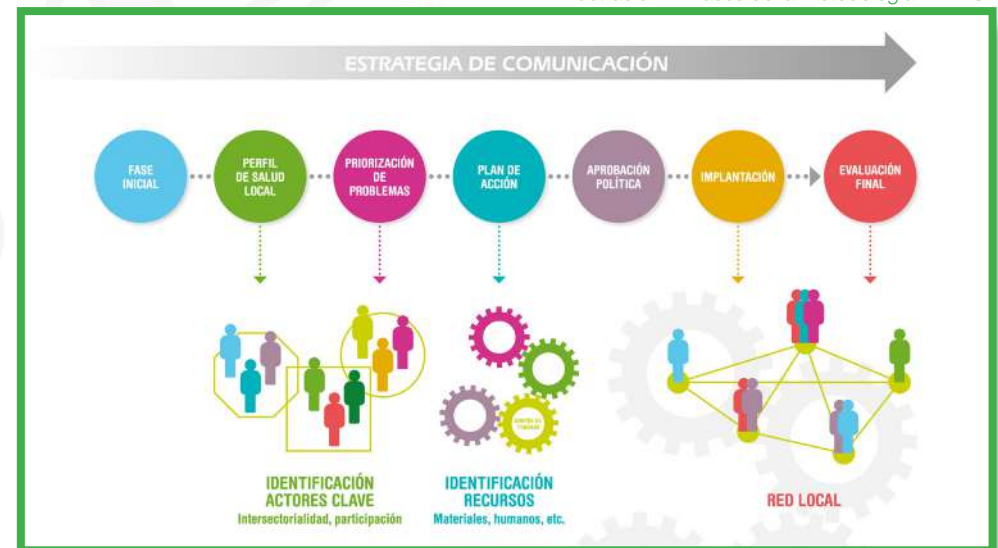 ESTRATEGIA DE COMUNICACIÓN
FASE
INICIAL
PERFIL
DE SALUD
LOCAL
PRIORIZACIÓN
DE
PROBLEMAS
PLAN DE
ACCIÓN
APROBACIÓN
POLÍTICA
IMPLANTACIÓN
EVALUACIÓN
FINAL
IDENTIFICACIÓN
ACTORES CLAVE
Intersectorialidad, participación
IDENTIFICACIÓN
RECURSOS
Materiales, humanos, etc.
RED LOCAL